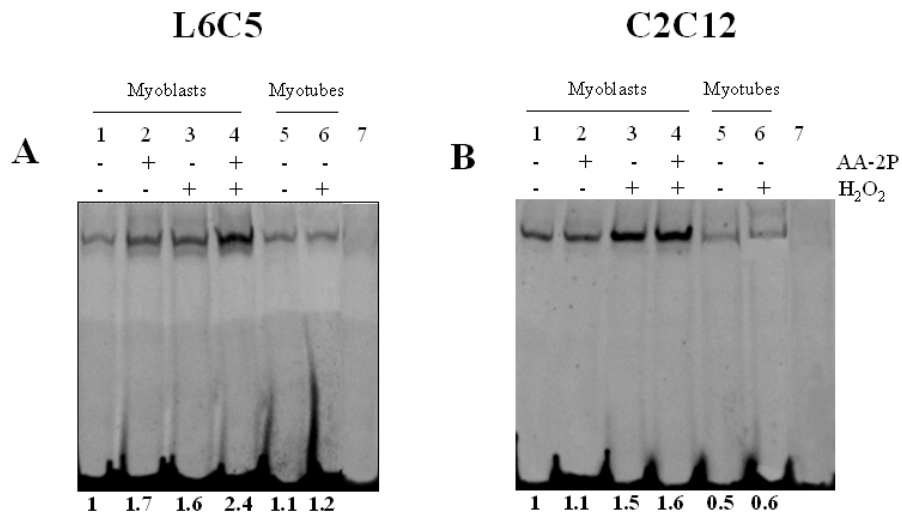 L6C5 C2C12
Myoblasts Myotubes Myoblasts Myotubes
1 2 3 4 5 6 7 1 2 3 4 5 6 7
A - + - + - - B - + - + - - AA-2P
- - + + - + - - + + - + H₂O₂
1 1.7 1.6 2.4 1.1 1.2 1 1.1 1.5 1.6 0.5 0.6